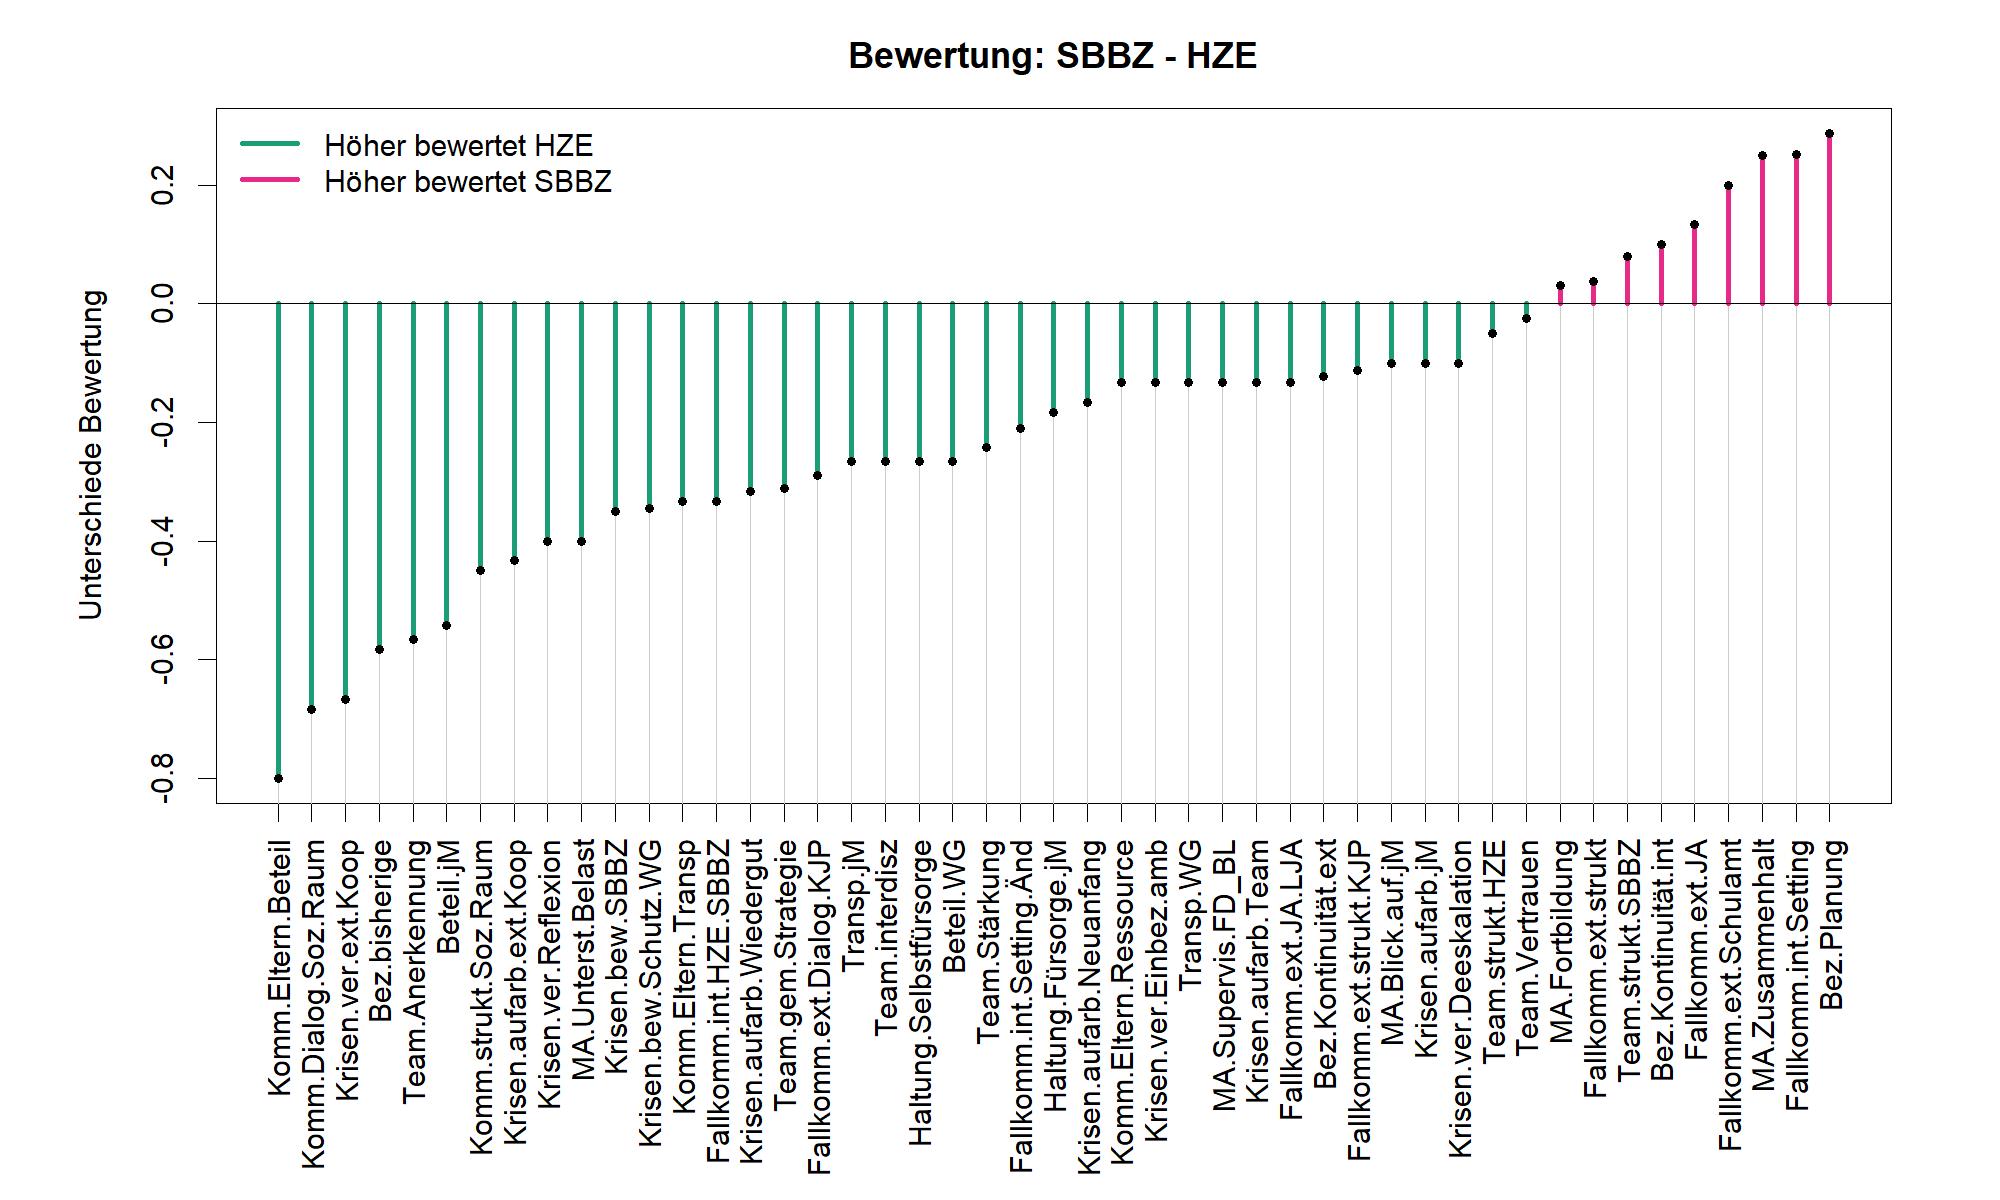 Bewertung: SBBZ - HZE
Höher bewertet HZE
Höher bewertet SBBZ
Unterschiede Bewertung
0.2
0.0
-0.2
-0.4
-0.6
-0.8
Komm.Eltern.Beteil
Komm.Dialog.Soz.Raum
Krisen.ver.ext.Koop
Bez.bisherige
Team.Anerkennung
Beteil.jM
Komm.strukt.Soz.Raum
Krisen.aufarb.ext.Koop
Krisen.ver.Reflexion
MA.Unterst.Belast
Krisen.bew.SBBZ
Krisen.bew.Schutz.WG
Komm.Eltern.Transp
Fallkomm.int.HZE.SBBZ
Krisen.aufarb.Wiedergut
Team.gem.Strategie
Fallkomm.ext.Dialog.KJP
Transp.jM
Team.interdisz
Haltung.Selbstfürsorge
Beteil.WG
Team.Stärkung
Fallkomm.int.Setting.Änd
Haltung.Fürsorge.jM
Krisen.aufarb.Neuanfang
Komm.Eltern.Ressource
Krisen.ver.Einbez.amb
Transp.WG
MA.Supervis.FD_BL
Krisen.aufarb.Team
Fallkomm.ext.JA.LJA
Bez.Kontinuität.ext
Fallkomm.ext.strukt.KJP
MA.Blick.auf.jM
Krisen.aufarb.jM
Krisen.ver.Deeskalation
Team.strukt.HZE
Team.Vertrauen
MA.Fortbildung
Fallkomm.ext.strukt
Team.strukt.SBBZ
Bez.Kontinuität.int
Fallkomm.ext.JA
Fallkomm.ext.Schulamt
MA.Zusammenhalt
Fallkomm.int.Setting
Bez.Planung